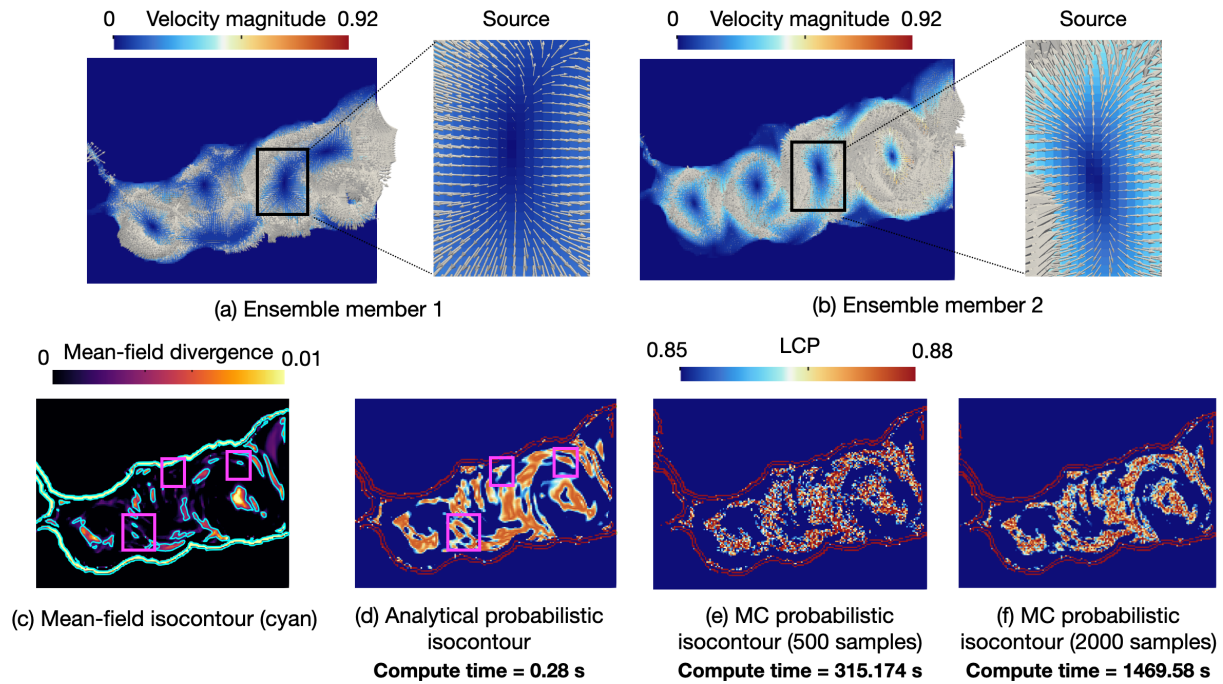 0 Velocity magnitude 0.92
Source
0 Velocity magnitude 0.92
Source
(a) Ensemble member 1
(b) Ensemble member 2
0 Mean-field divergence 0.01
0.85 LCP 0.88
(c) Mean-field isocontour (cyan)
(d) Analytical probabilistic
isocontour
Compute time = 0.28 s
(e) MC probabilistic
isocontour (500 samples)
Compute time = 315.174 s
(f) MC probabilistic
isocontour (2000 samples)
Compute time = 1469.58 s